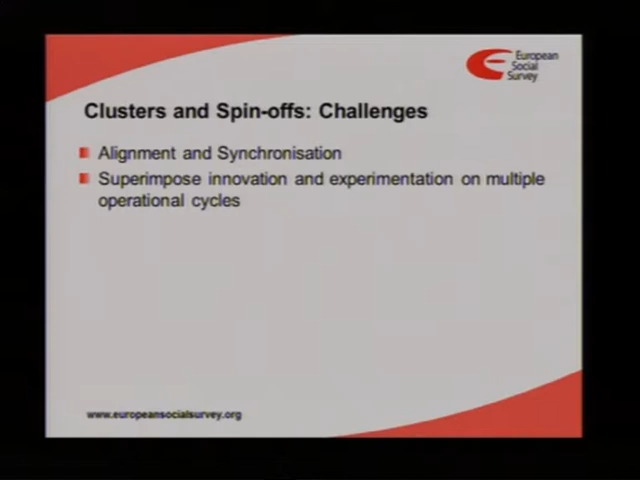 European
Social
Survey
Clusters and Spin-offs: Challenges
Alignment and Synchronisation
Superimpose innovation and experimentation on multiple
operational cycles
www.europeansocialsurvey.org